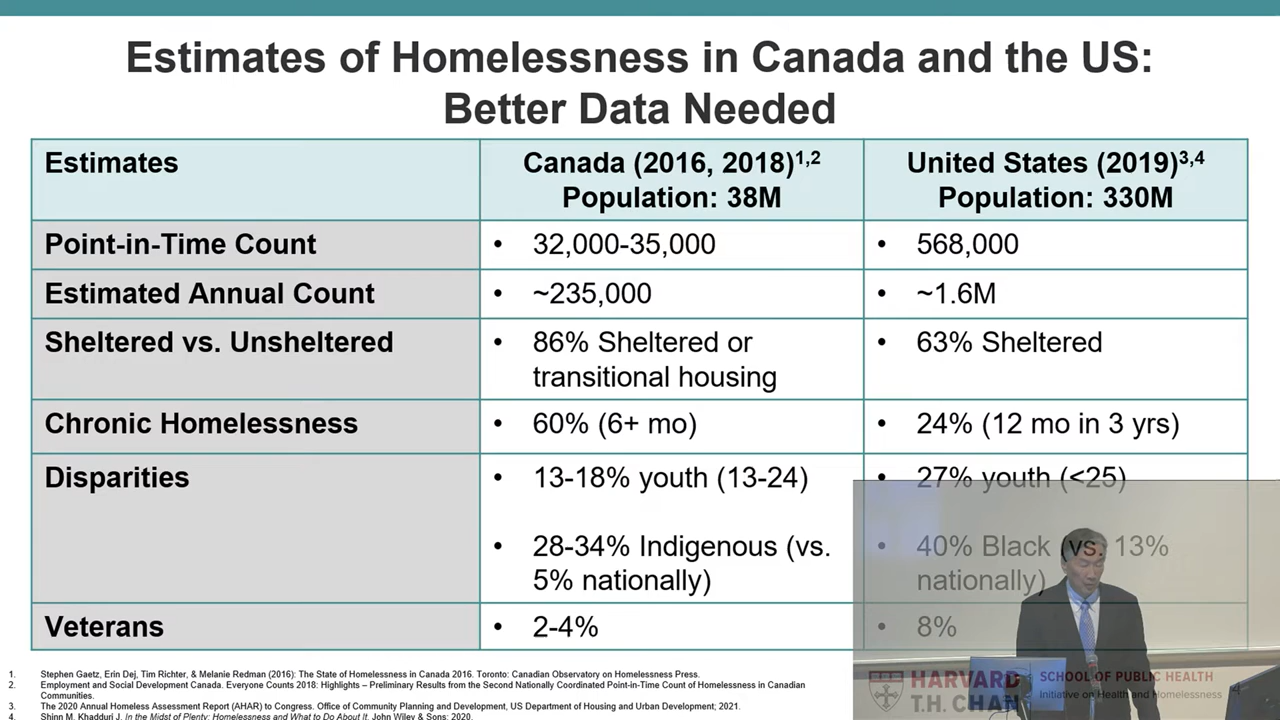 Estimates of Homelessness in Canada and the US:
Better Data Needed
Estimates
Canada (2016, 2018)1,2
Population: 38M
United States (2019)3,4
Population: 330M
Point-in-Time Count
• 32,000-35,000
• 568,000
Estimated Annual Count
• ~235,000
• ~1.6M
Sheltered vs. Unsheltered
• 86% Sheltered or
transitional housing
• 63% Sheltered
Chronic Homelessness
• 60% (6+ mo)
• 24% (12 mo in 3 yrs)
Disparities
• 13-18% youth (13-24)
• 28-34% Indigenous (vs.
5% nationally)
• 27% youth (<25)
• 40% Black (vs. 13%
nationally)
Veterans
• 2-4%
• 8%
1. Stephen Gaetz, Erin Dej, Tim Richter, & Melanie Redman (2016): The State of Homelessness in Canada 2016. Toronto: Canadian Observatory on Homelessness Press.
2. Employment and Social Development Canada. Everyone Counts 2018: Highlights – Preliminary Results from the Second Nationally Coordinated Point-in-Time Count of Homelessness in Canadian
Communities.
3. The 2020 Annual Homeless Assessment Report (AHAR) to Congress. Office of Community Planning and Development, US Department of Housing and Urban Development; 2021.
4. Shinn M, Khadduri J. In the Midst of Plenty: Homelessness and What to Do About It. John Wiley & Sons; 2020.
HARVARD
T.H. CHAN
SCHOOL OF PUBLIC HEALTH
Initiative on Health and Homelessness
4